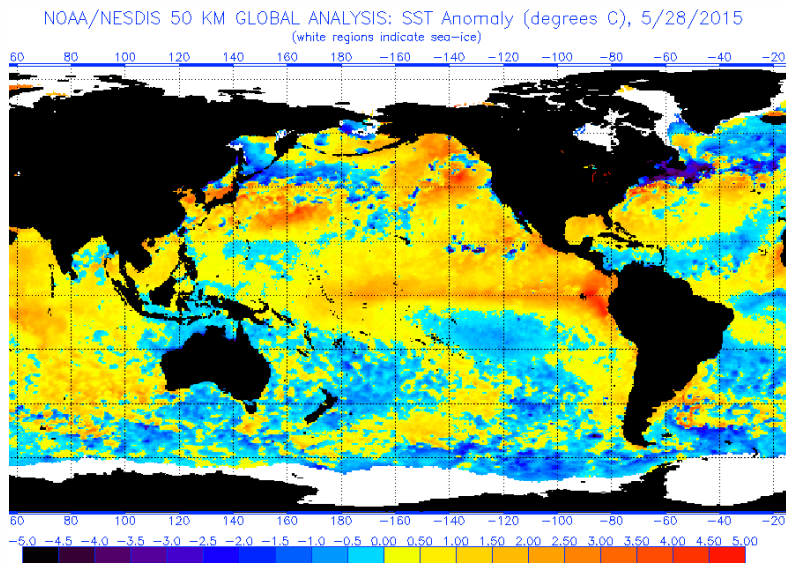 NOAA/NESDIS 50 KM GLOBAL ANALYSIS: SST Anomaly (degrees C), 5/28/2015
(white regions indicate sea-ice)
60 80 100 120 140 160 180 -160 -140 -120 -100 -80 -60 -40 -20
60 80 100 120 140 160 180 -160 -140 -120 -100 -80 -60 -40 -20
-5.0 -4.5 -4.0 -3.5 -3.0 -2.5 -2.0 -1.5 -1.0 -0.5 0.00 0.50 1.00 1.50 2.00 2.50 3.00 3.50 4.00 4.50 5.00